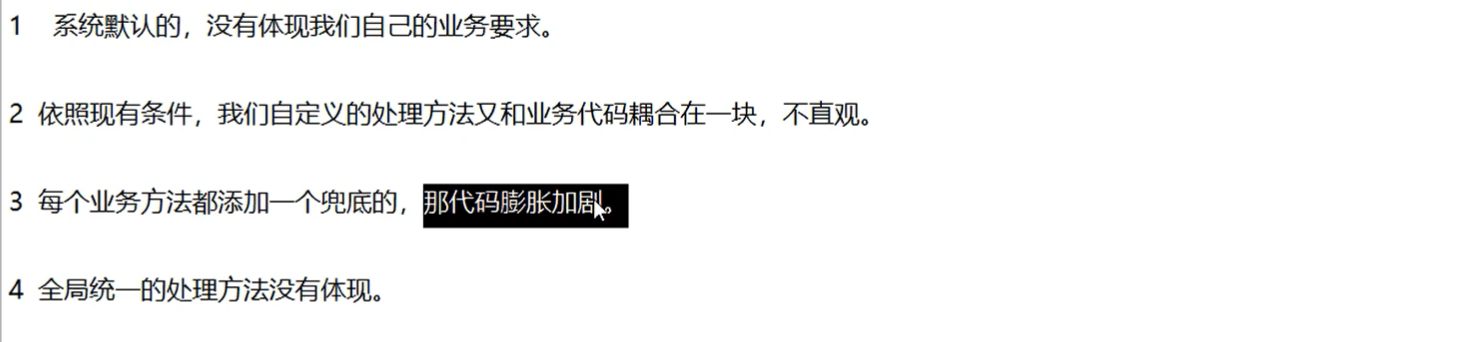 1 系统默认的，没有体现我们自己的业务要求。
2 依照现有条件，我们自定义的处理方法又和业务代码耦合在一块，不直观。
3 每个业务方法都添加一个兜底的，那代码膨胀加剧。
4 全局统一的处理方法没有体现。